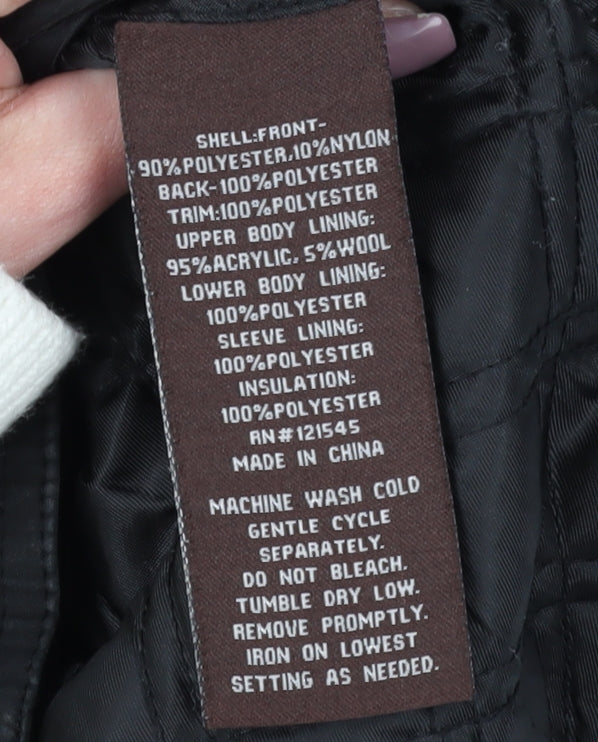 SHELL:FRONT-
90%POLYESTER,10%NYLON
BACK-100%POLYESTER
TRIM:100%POLYESTER
UPPER BODY LINING:
95%ACRYLIC, 5%WOOL
LOWER BODY LINING:
100%POLYESTER
SLEEVE LINING:
100%POLYESTER
INSULATION:
100%POLYESTER
RN#121545
MADE IN CHINA
MACHINE WASH COLD
GENTLE CYCLE
SEPARATELY.
DO NOT BLEACH.
TUMBLE DRY LOW.
REMOVE PROMPTLY.
IRON ON LOWEST
SETTING AS NEEDED.